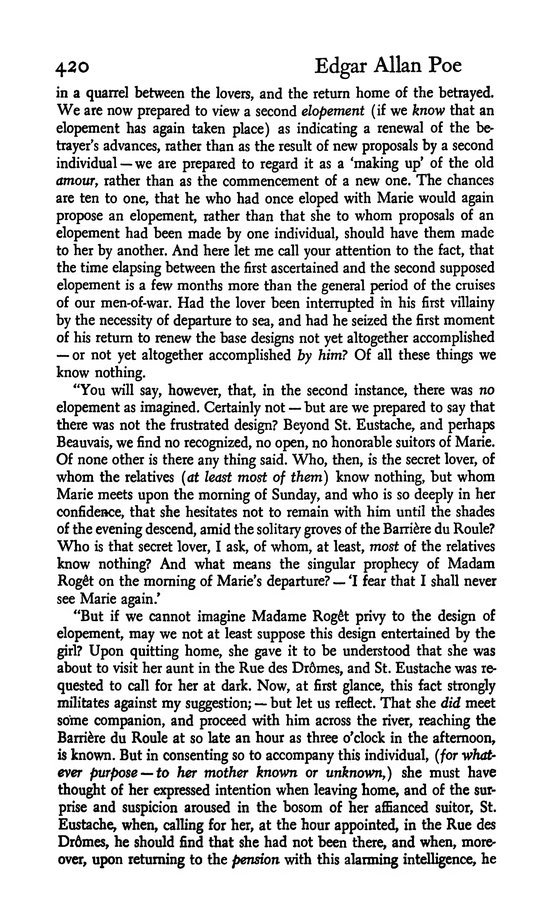 420 Edgar Allan Poe
in a quarrel between the lovers, and the return home of the betrayed.
We are now prepared to view a second elopement (if we know that an
elopement has again taken place) as indicating a renewal of the be-
trayer's advances, rather than as the result of new proposals by a second
individual — we are prepared to regard it as a ‘making up’ of the old
amour, rather than as the commencement of a new one. The chances
are ten to one, that he who had once eloped with Marie would again
propose an elopement, rather than that she to whom proposals of an
elopement had been made by one individual, should have them made
to her by another. And here let me call your attention to the fact, that
the time elapsing between the first ascertained and the second supposed
elopement is a few months more than the general period of the cruises
of our men-of-war. Had the lover been interrupted in his first villainy
by the necessity of departure to sea, and had he seized the first moment
of his return to renew the base designs not yet altogether accomplished
— or not yet altogether accomplished by him? Of all these things we
know nothing.
“You will say, however, that, in the second instance, there was no
elopement as imagined. Certainly not — but are we prepared to say that
there was not the frustrated design? Beyond St. Eustache, and perhaps
Beauvais, we find no recognized, no open, no honorable suitors of Marie.
Of none other is there any thing said. Who, then, is the secret lover, of
whom the relatives (at least most of them) know nothing, but whom
Marie meets upon the morning of Sunday, and who is so deeply in her
confidence, that she hesitates not to remain with him until the shades
of the evening descend, amid the solitary groves of the Barrière du Roule?
Who is that secret lover, I ask, of whom, at least, most of the relatives
know nothing? And what means the singular prophecy of Madam
Rogêt on the morning of Marie's departure? — ‘I fear that I shall never
see Marie again.’
“But if we cannot imagine Madame Rogêt privy to the design of
elopement, may we not at least suppose this design entertained by the
girl? Upon quitting home, she gave it to be understood that she was
about to visit her aunt in the Rue des Drômes, and St. Eustache was re-
quested to call for her at dark. Now, at first glance, this fact strongly
militates against my suggestion; — but let us reflect. That she did meet
some companion, and proceed with him across the river, reaching the
Barrière du Roule at so late an hour as three o'clock in the afternoon,
is known. But in consenting so to accompany this individual, (for what-
ever purpose — to her mother known or unknown,) she must have
thought of her expressed intention when leaving home, and of the sur-
prise and suspicion aroused in the bosom of her affianced suitor, St.
Eustache, when, calling for her, at the hour appointed, in the Rue des
Drômes, he should find that she had not been there, and when, more-
over, upon returning to the pension with this alarming intelligence, he